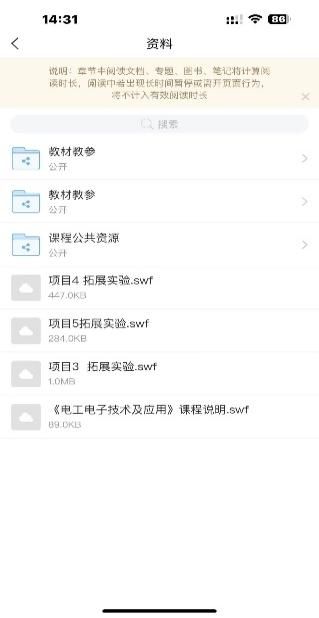 14:31
86
资料
说明：章节中阅读文档、专题、图书、笔记将计算阅
读时长，阅读中若出现长时间暂停或离开页面行为，
将不计入有效阅读时长
搜索
教材教参
公开
教材教参
公开
课程公共资源
公开
项目4 拓展实验.swf
447.0KB
项目5拓展实验.swf
284.0KB
项目3 拓展实验.swf
1.0MB
《电工电子技术及应用》课程说明.swf
89.0KB